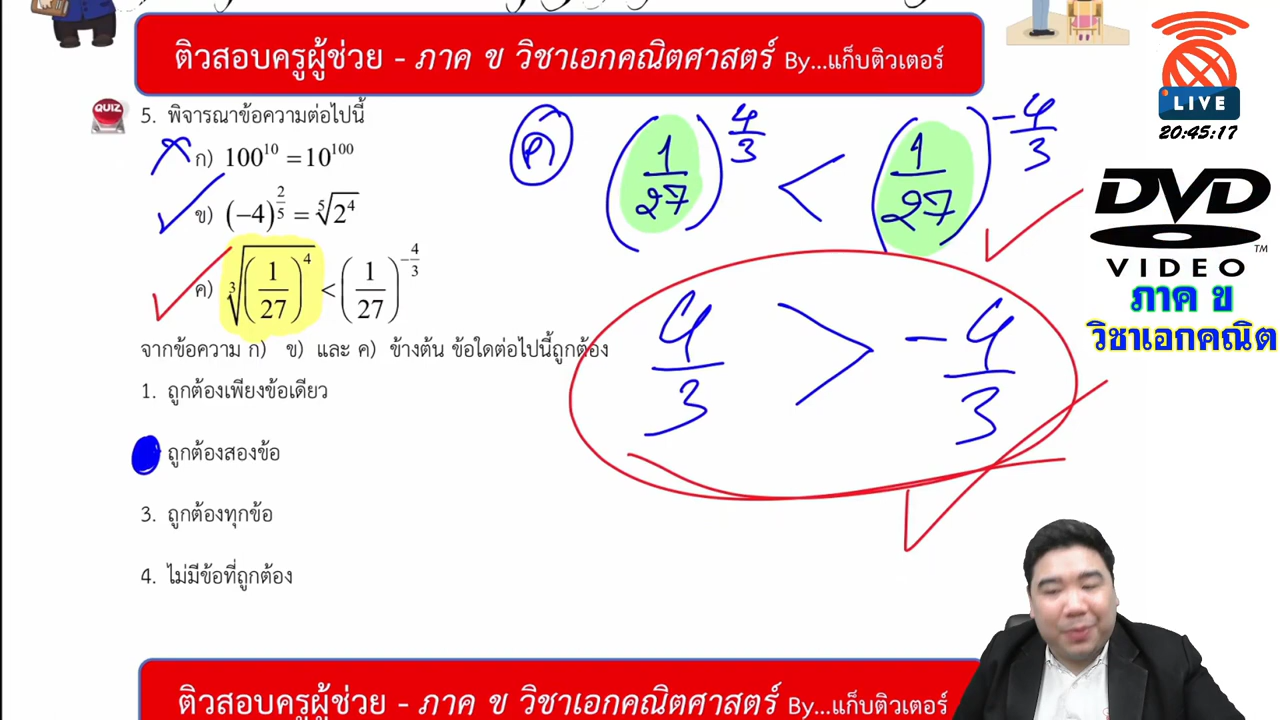 ติวสอบครูผู้ช่วย - ภาค ข วิชาเอกคณิตศาสตร์ By...แก็บติวเตอร์
QUIZ
5. พิจารณาข้อความต่อไปนี้
ก) 100^10 = 10^100
ข) (-4)^(2/5) = ⁵√2^4
ค) ³√(1/27)^4 < (1/27)^(-4/3)
จากข้อความ ก) ข) และ ค) ข้างต้น ข้อใดต่อไปนี้ถูกต้อง
1. ถูกต้องเพียงข้อเดียว
ถูกต้องสองข้อ
3. ถูกต้องทุกข้อ
4. ไม่มีข้อที่ถูกต้อง
ค
(1/27)^(4/3) < (1/27)^(-4/3)
4/3 > -4/3
LIVE
20:45:17
DVD
VIDEO
TM
ภาค ข
วิชาเอกคณิต
ติวสอบครูผู้ช่วย - ภาค ข วิชาเอกคณิตศาสตร์ By...แก็บติวเตอร์